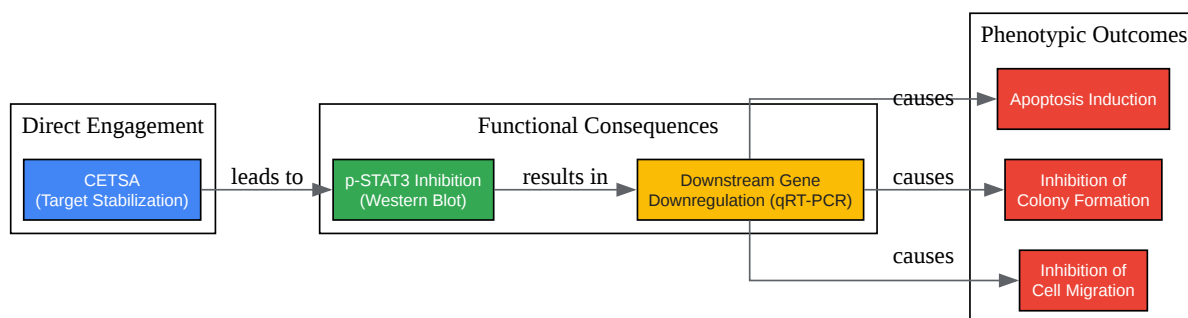 Direct Engagement
CETSA
(Target Stabilization)
leads to
Functional Consequences
p-STAT3 Inhibition
(Western Blot)
results in
Downstream Gene
Downregulation (qRT-PCR)
causes
causes
causes
Phenotypic Outcomes
Apoptosis Induction
Inhibition of
Colony Formation
Inhibition of
Cell Migration